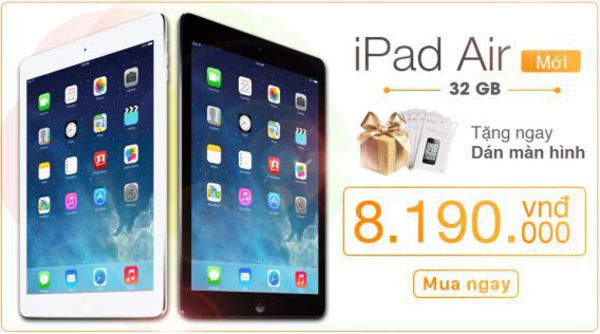 iPad Air Mới
32 GB
Tặng ngay
Dán màn hình
8.190.000 vnđ
Mua ngay